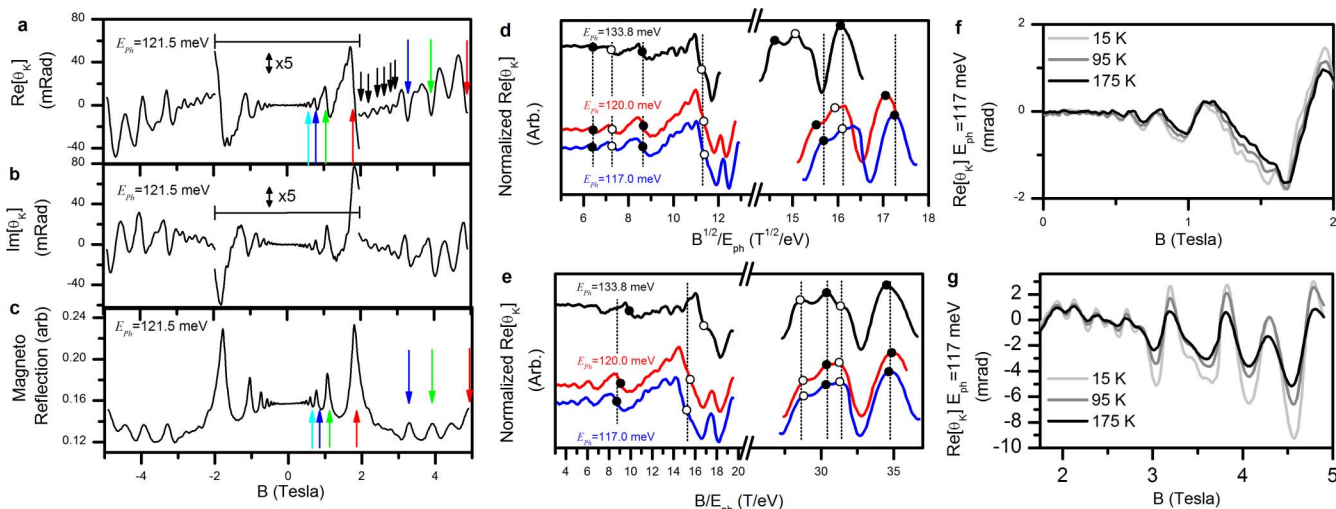 a
80
40
0
-40
Re[θK]
(mRad)
EPh=121.5 meV
x5
b
80
40
0
-40
Im[θK]
(mRad)
EPh=121.5 meV
x5
c
0.24
0.20
0.16
0.12
Magneto
Reflection (arb)
EPh=121.5 meV
-4 -2 0 2 4
B (Tesla)
d
Normalized Re[θK]
(Arb.)
EPh=133.8 meV
EPh=120.0 meV
EPh=117.0 meV
6 8 10 12 15 16 17 18
B1/2/Eph (T1/2/eV)
e
Normalized Re[θK]
(Arb.)
EPh=133.8 meV
EPh=120.0 meV
EPh=117.0 meV
4 6 8 10 12 14 16 18 20 30 35
B/Eph (T/eV)
f
2
0
-2
Re[θK] Eph=117 meV
(mrad)
15 K
95 K
175 K
0 1 2
B (Tesla)
g
2
0
-2
-4
-6
-8
-10
Re[θK] Eph=117 meV
(mrad)
15 K
95 K
175 K
2 3 4 5
B (Tesla)